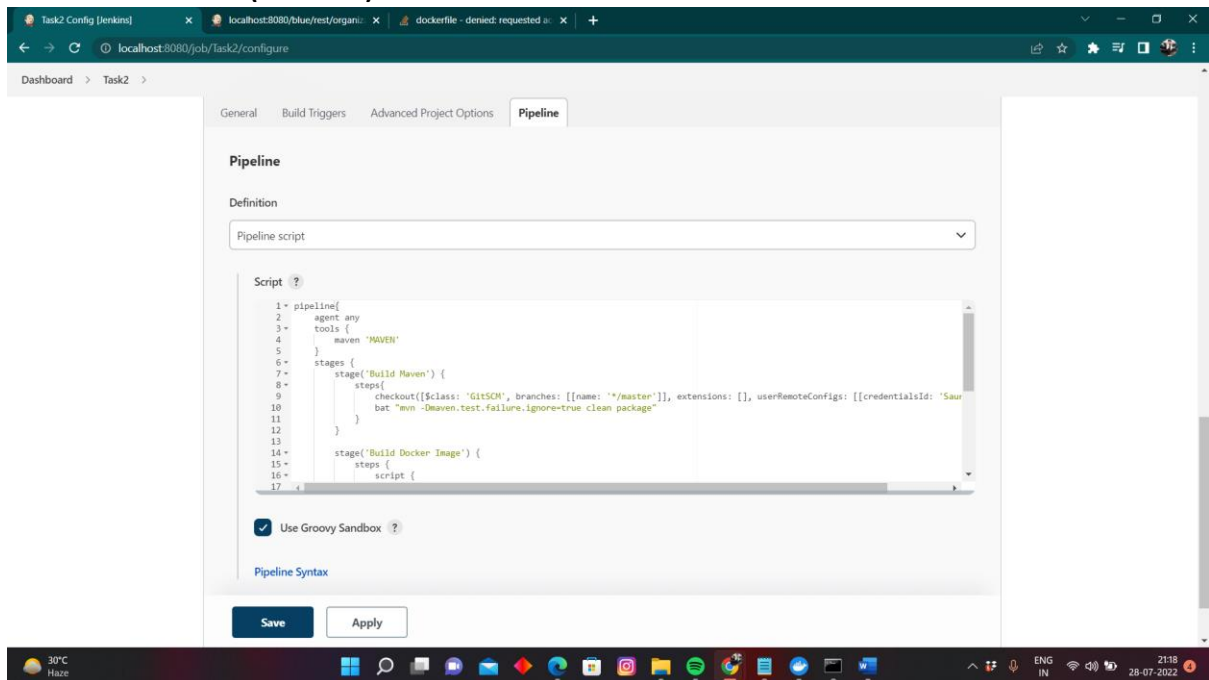 Task2 Config [Jenkins]
localhost:8080/blue/rest/organiz
dockerfile - denied: requested ac
localhost:8080/job/Task2/configure
Dashboard > Task2 >
General Build Triggers Advanced Project Options Pipeline
Pipeline
Definition
Pipeline script
Script ?
1 pipeline{
2 agent any
3 tools {
4 maven 'MAVEN'
5 }
6 stages {
7 stage('Build Maven') {
8 steps{
9 checkout([$class: 'GitSCM', branches: [[name: '*/master']], extensions: [], userRemoteConfigs: [[credentialsId: 'Saur
10 bat "mvn -Dmaven.test.failure.ignore=true clean package"
11 }
12 }
13
14 stage('Build Docker Image') {
15 steps {
16 script {
17
Use Groovy Sandbox ?
Pipeline Syntax
Save Apply
30°C
Haze
ENG
IN
21:18
28-07-2022
4